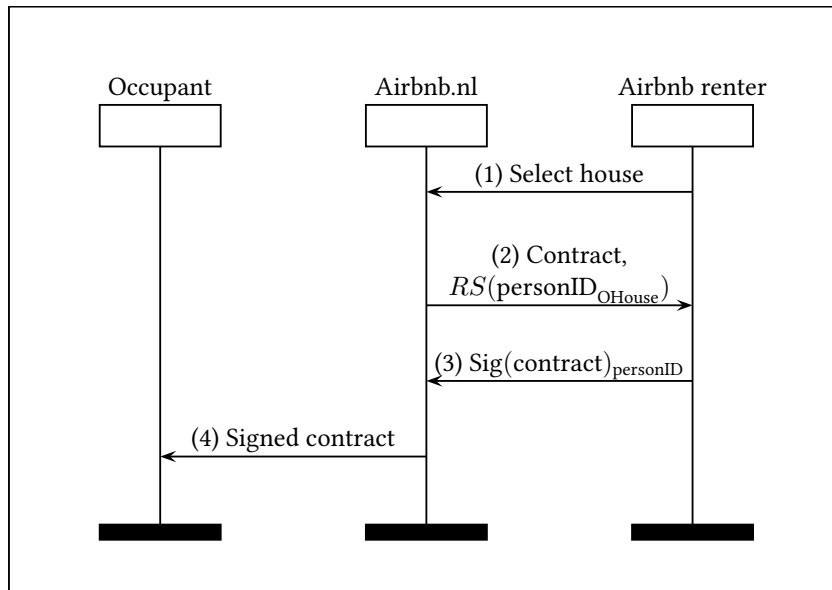 Occupant
Airbnb.nl
Airbnb renter
(1) Select house
(2) Contract,
RS(personID_OHouse)
(3) Sig(contract)_personID
(4) Signed contract